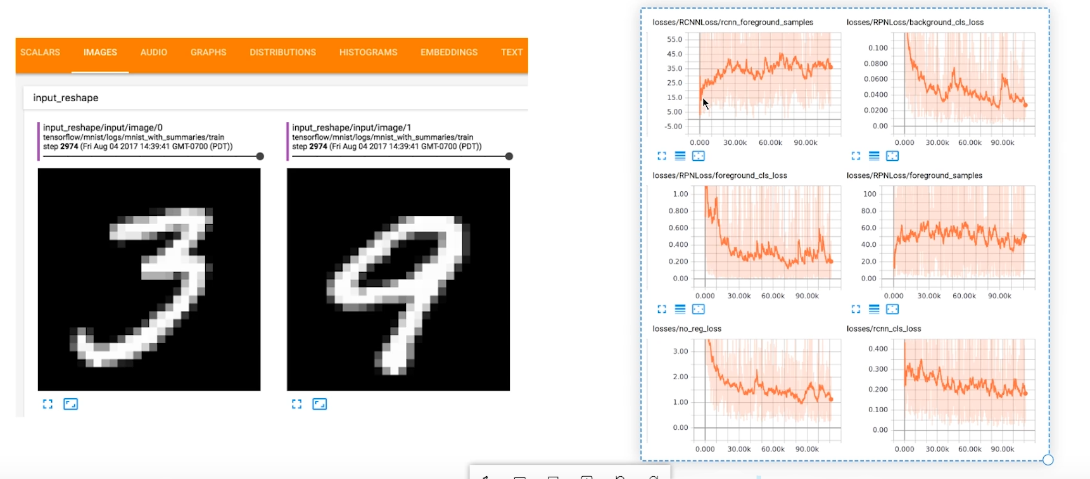 SCALARS IMAGES AUDIO GRAPHS DISTRIBUTIONS HISTOGRAMS EMBEDDINGS TEXT
input_reshape
input_reshape/input/image/0
tensorflow/mnist/logs/mnist_with_summaries/train
step 2974 (Fri Aug 04 2017 14:39:41 GMT-0700 (PDT))
3
input_reshape/input/image/1
tensorflow/mnist/logs/mnist_with_summaries/train
step 2974 (Fri Aug 04 2017 14:39:41 GMT-0700 (PDT))
9
losses/RCNNLoss/rcnn_foreground_samples
55.0
45.0
35.0
25.0
15.0
5.00
-5.00
0.000 30.00k 60.00k 90.00k
losses/RPNLoss/background_cls_loss
0.100
0.0800
0.0600
0.0400
0.0200
0.00
0.000 30.00k 60.00k 90.00k
losses/RPNLoss/foreground_cls_loss
1.00
0.800
0.600
0.400
0.200
0.00
0.000 30.00k 60.00k 90.00k
losses/RPNLoss/foreground_samples
100
80.0
60.0
40.0
20.0
0.00
0.000 30.00k 60.00k 90.00k
losses/no_reg_loss
3.00
2.00
1.00
0.00
0.000 30.00k 60.00k 90.00k
losses/rcnn_cls_loss
0.400
0.300
0.200
0.100
0.00
0.000 30.00k 60.00k 90.00k